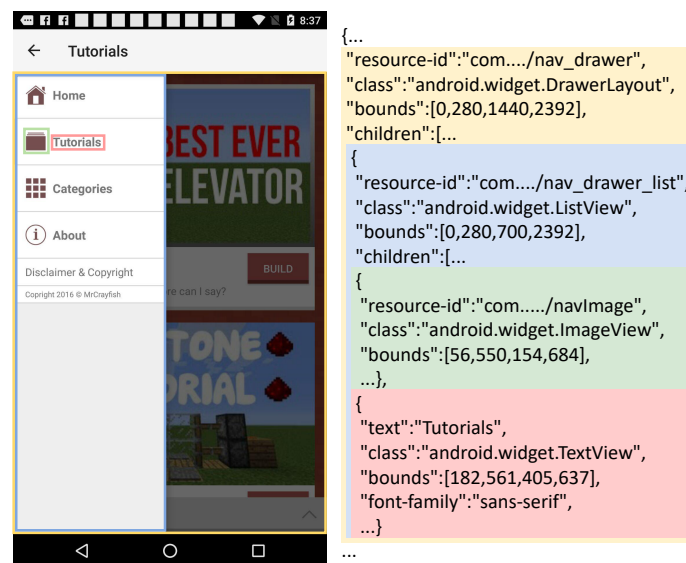 8:37
Tutorials
Home
Tutorials
Categories
About
Disclaimer & Copyright
Copright 2016 © MrCrayfish
BEST EVER
ELEVATOR
BUILD
re can I say?
TONE
RIAL
{...
"resource-id":"com..../nav_drawer",
"class":"android.widget.DrawerLayout",
"bounds":[0,280,1440,2392],
"children":[...
{
"resource-id":"com..../nav_drawer_list",
"class":"android.widget.ListView",
"bounds":[0,280,700,2392],
"children":[...
{
"resource-id":"com...../navImage",
"class":"android.widget.ImageView",
"bounds":[56,550,154,684],
...},
{
"text":"Tutorials",
"class":"android.widget.TextView",
"bounds":[182,561,405,637],
"font-family":"sans-serif",
...}
...